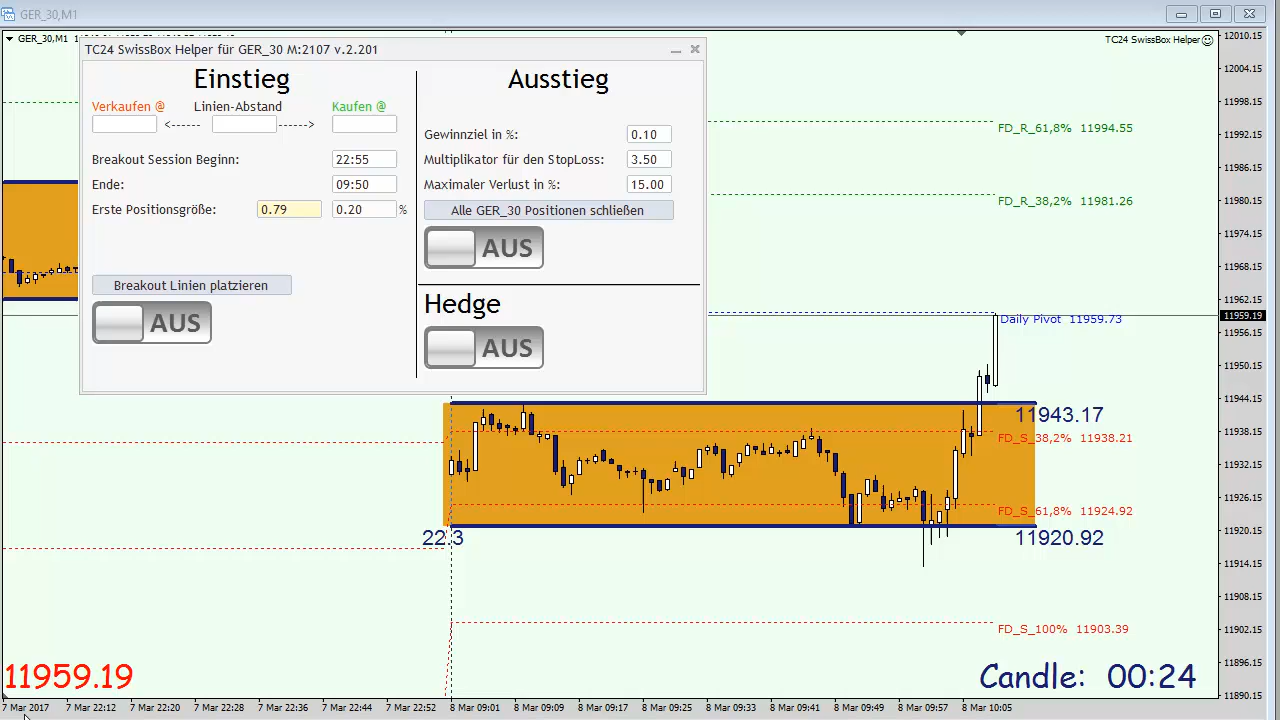 GER_30,M1
GER_30,M1
TC24 SwissBox Helper für GER_30 M:2107 v.2.201
TC24 SwissBox Helper
Einstieg
Verkaufen @ Linien-Abstand Kaufen @
<------ ------>
Breakout Session Beginn: 22:55
Ende: 09:50
Erste Positionsgröße: 0.79 0.20 %
Breakout Linien platzieren
AUS
Ausstieg
Gewinnziel in %: 0.10
Multiplikator für den StopLoss: 3.50
Maximaler Verlust in %: 15.00
Alle GER_30 Positionen schließen
AUS
Hedge
AUS
FD_R_61,8% 11994.55
FD_R_38,2% 11981.26
Daily Pivot 11959.73
11943.17
FD_S_38,2% 11938.21
FD_S_61,8% 11924.92
22.3
11920.92
FD_S_100% 11903.39
11959.19
Candle: 00:24
12010.15
12004.15
11998.15
11992.15
11986.15
11980.15
11974.15
11968.15
11962.15
11959.19
11956.15
11950.15
11944.15
11938.15
11932.15
11926.15
11920.15
11914.15
11908.15
11902.15
11896.15
11890.15
7 Mar 2017 7 Mar 22:12 7 Mar 22:20 7 Mar 22:28 7 Mar 22:36 7 Mar 22:44 7 Mar 22:52 8 Mar 09:01 8 Mar 09:09 8 Mar 09:17 8 Mar 09:25 8 Mar 09:33 8 Mar 09:41 8 Mar 09:49 8 Mar 09:57 8 Mar 10:05